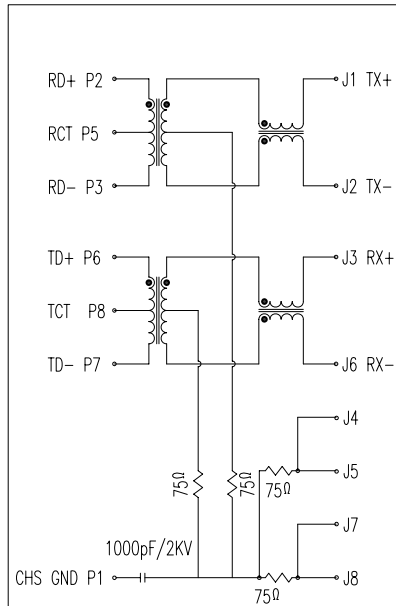 RD+ P2
J1 TX+
RCT P5
RD- P3
J2 TX-
TD+ P6
J3 RX+
TCT P8
TD- P7
J6 RX-
J4
75Ω
75Ω
J5
75Ω
J7
1000pF/2KV
CHS GND P1
J8
75Ω